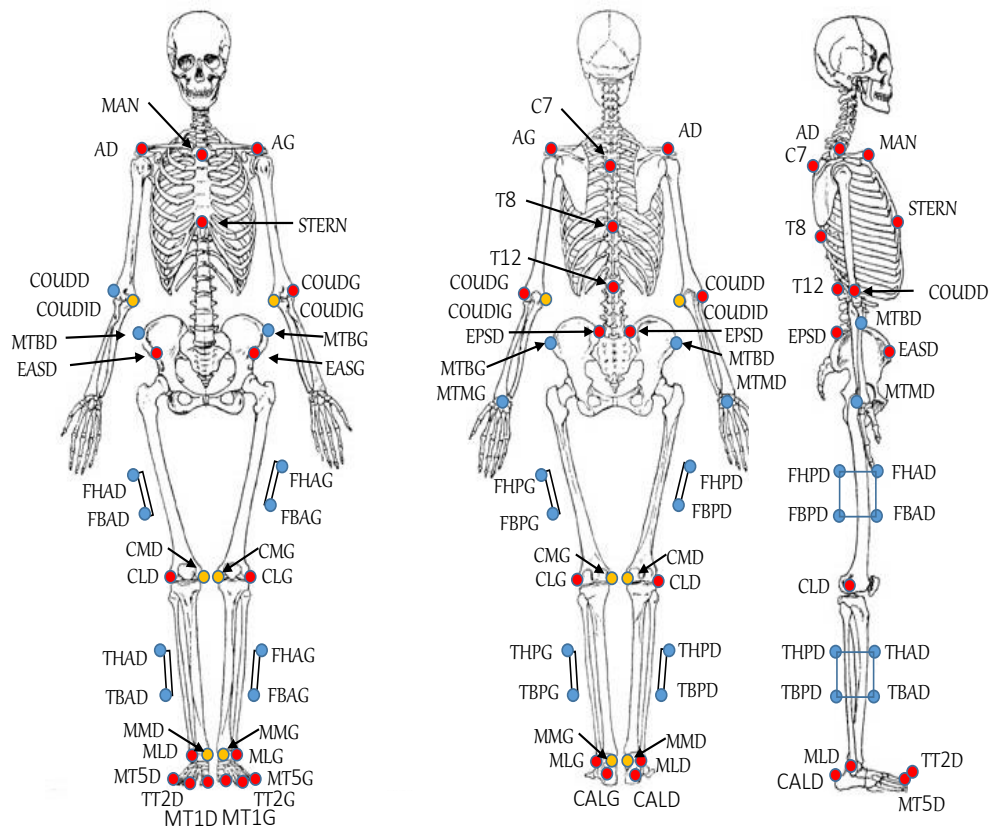 MAN
AD
AG
STERN
COUDD
COUDG
COUDID
COUDIG
MTBD
MTBG
EASD
EASG
FHAD
FHAG
FBAD
FBAG
CMD
CMG
CLD
CLG
THAD
FHAG
TBAD
FBAG
MMD
MMG
MLD
MLG
MT5D
MT5G
TT2D
TT2G
MT1D
MT1G
C7
AG
AD
T8
T12
COUDG
COUDD
COUDIG
COUDID
EPSD
EPSD
MTBG
MTBD
MTMG
MTMD
FHPG
FHPD
FBPG
FBPD
CMG
CMD
CLG
CLD
THPG
THPD
TBPG
TBPD
MMG
MMD
MLG
MLD
CALG
CALD
AD
MAN
C7
STERN
T8
T12
COUDD
MTBD
EPSD
EASD
MTMD
FHPD
FHAD
FBPD
FBAD
CLD
THPD
THAD
TBPD
TBAD
MLD
TT2D
CALD
MT5D